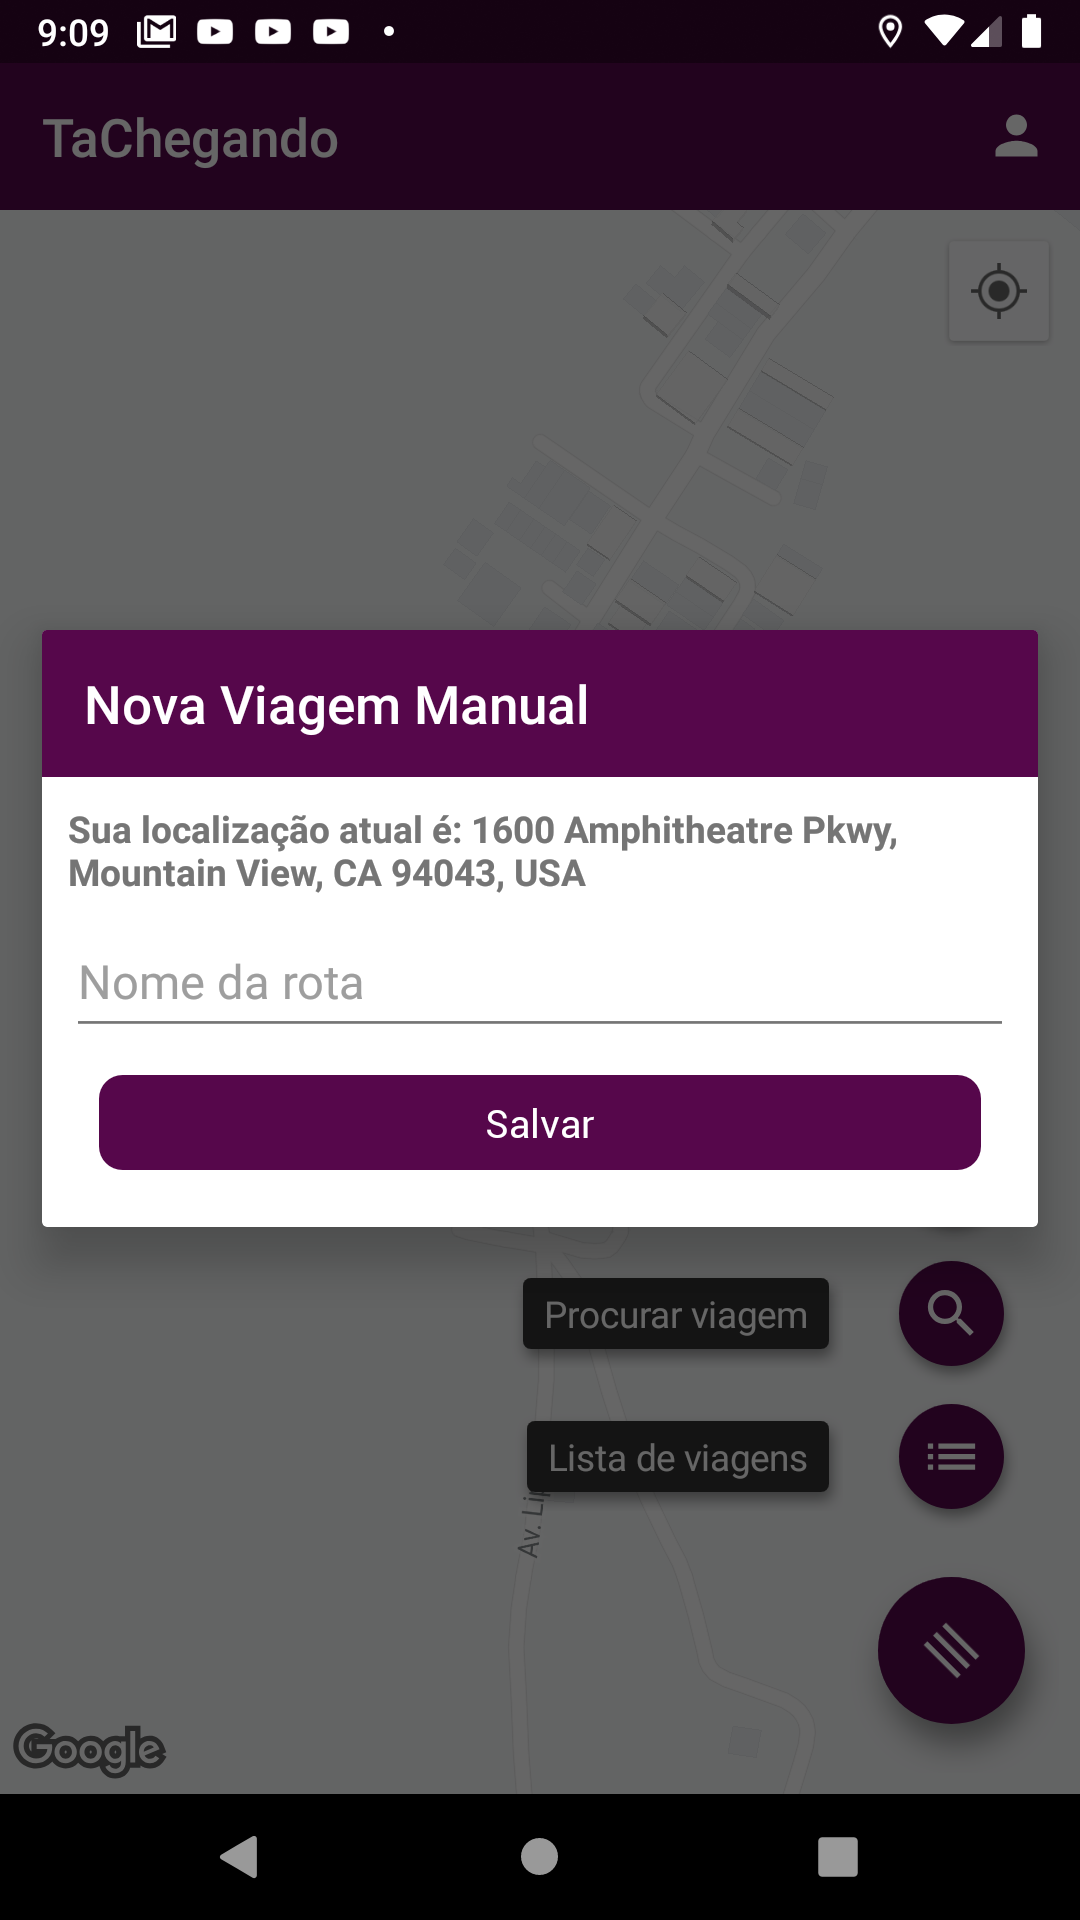 9:09
TaChegando
Nova Viagem Manual
Sua localização atual é: 1600 Amphitheatre Pkwy,
Mountain View, CA 94043, USA
Nome da rota
Salvar
Procurar viagem
Lista de viagens
Av. Lip
Google